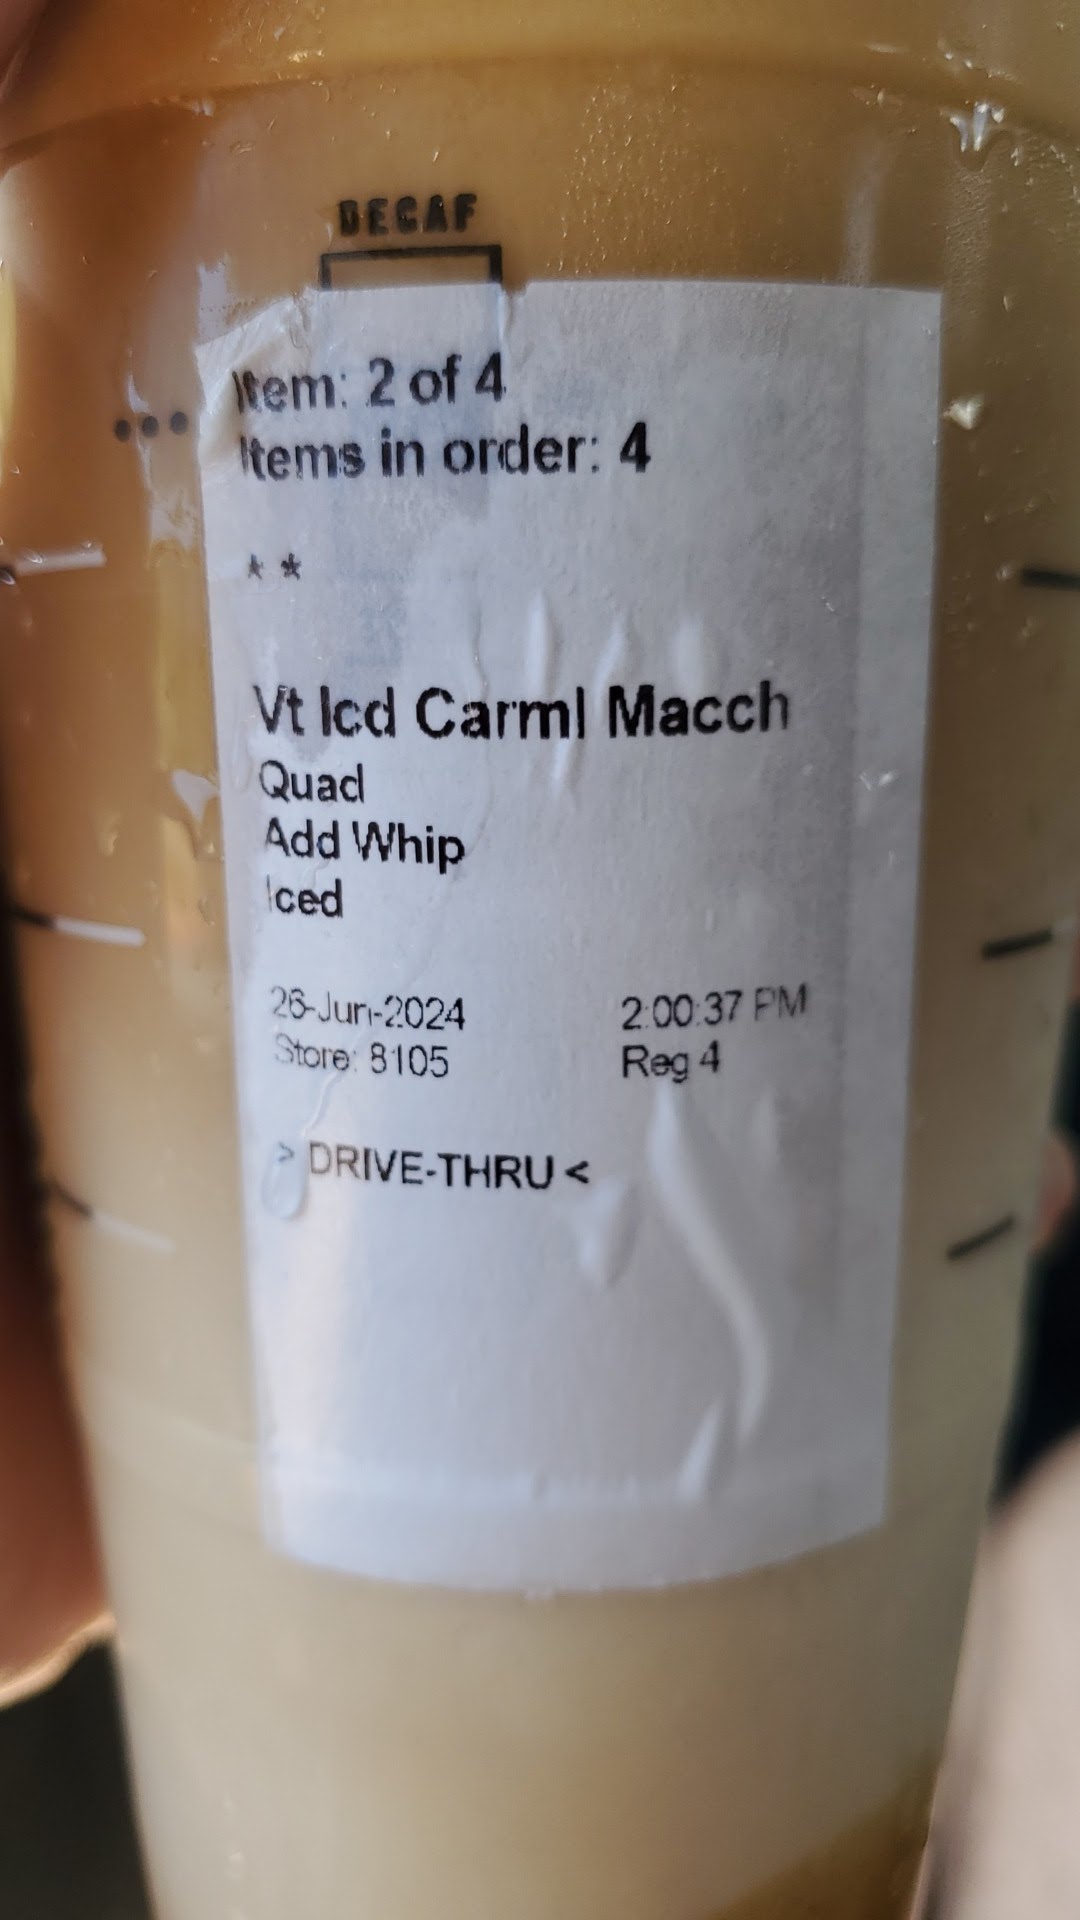 DECAF
Item: 2 of 4
Items in order: 4
**
Vt Icd Carml Macch
Quad
Add Whip
Iced
26-Jun-2024 2:00:37 PM
Store: 8105 Reg 4
> DRIVE-THRU <